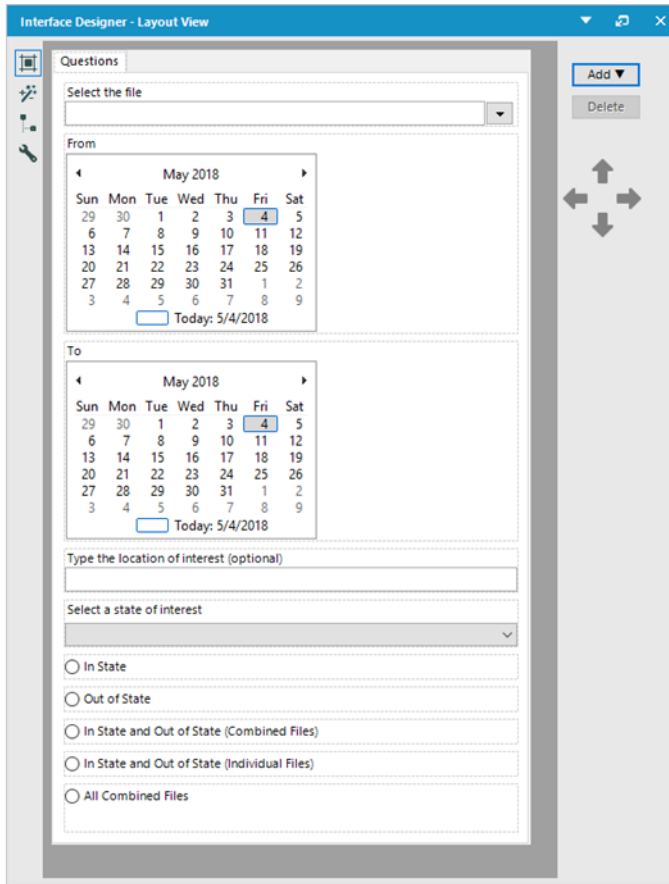 Interface Designer - Layout View
Questions
Add
Delete
Select the file
From
May 2018
Sun Mon Tue Wed Thu Fri Sat
29 30 1 2 3 4 5
6 7 8 9 10 11 12
13 14 15 16 17 18 19
20 21 22 23 24 25 26
27 28 29 30 31 1 2
3 4 5 6 7 8 9
Today: 5/4/2018
To
May 2018
Sun Mon Tue Wed Thu Fri Sat
29 30 1 2 3 4 5
6 7 8 9 10 11 12
13 14 15 16 17 18 19
20 21 22 23 24 25 26
27 28 29 30 31 1 2
3 4 5 6 7 8 9
Today: 5/4/2018
Type the location of interest (optional)
Select a state of interest
In State
Out of State
In State and Out of State (Combined Files)
In State and Out of State (Individual Files)
All Combined Files